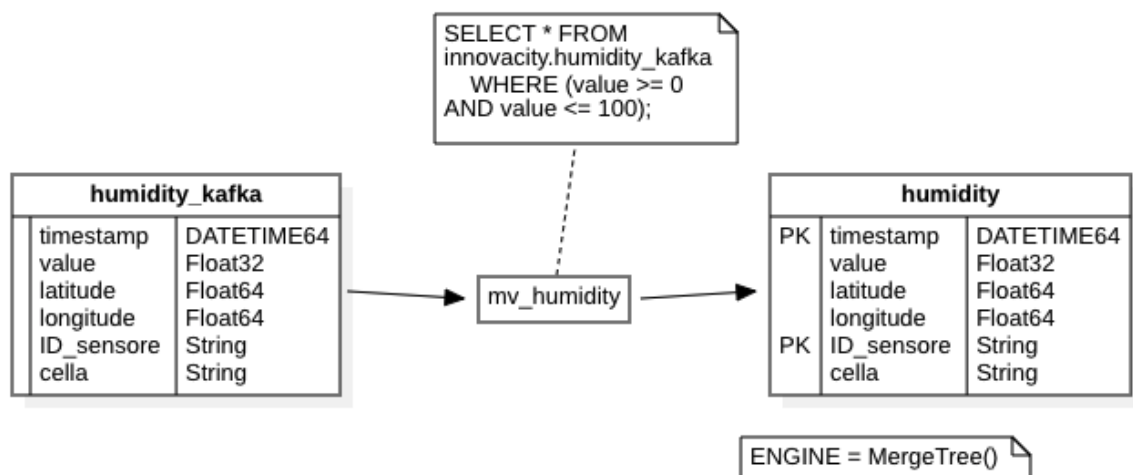 SELECT * FROM
innovacity.humidity_kafka
WHERE (value >= 0
AND value <= 100);
humidity_kafka
timestamp DATETIME64
value Float32
latitude Float64
longitude Float64
ID_sensore String
cella String
mv_humidity
humidity
PK timestamp DATETIME64
value Float32
latitude Float64
longitude Float64
PK ID_sensore String
cella String
ENGINE = MergeTree()